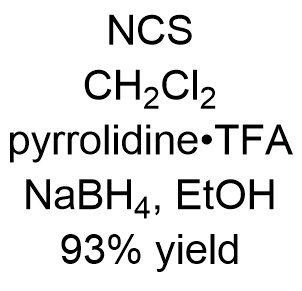 NCS
CH₂Cl₂
pyrrolidine•TFA
NaBH₄, EtOH
93% yield